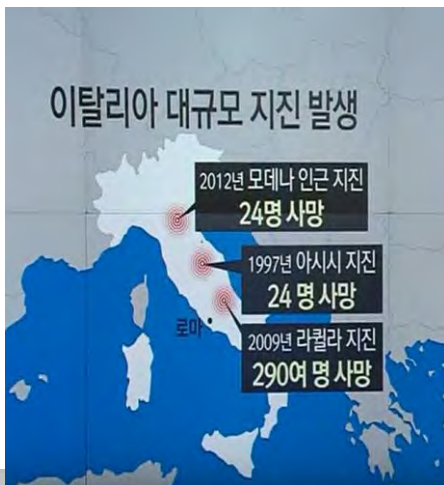 이탈리아 대규모 지진 발생
2012년 모데나 인근 지진
24명 사망
1997년 아시시 지진
24 명 사망
로마
2009년 라퀼라 지진
290여 명 사망